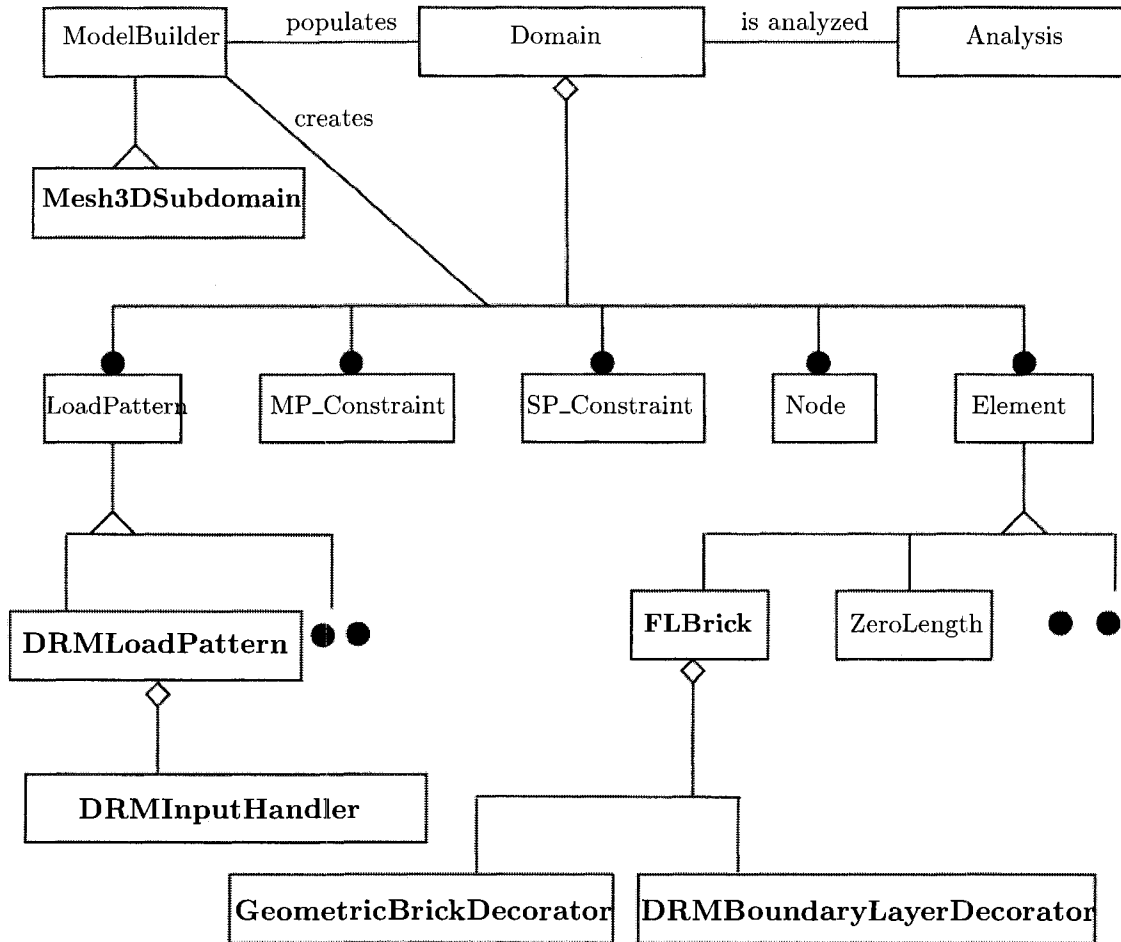 ModelBuilder
populates
Domain
is analyzed
Analysis
creates
Mesh3DSubdomain
LoadPattern
MP_Constraint
SP_Constraint
Node
Element
DRMLoadPattern
FLBrick
ZeroLength
DRMInputHandler
GeometricBrickDecorator
DRMBoundaryLayerDecorator